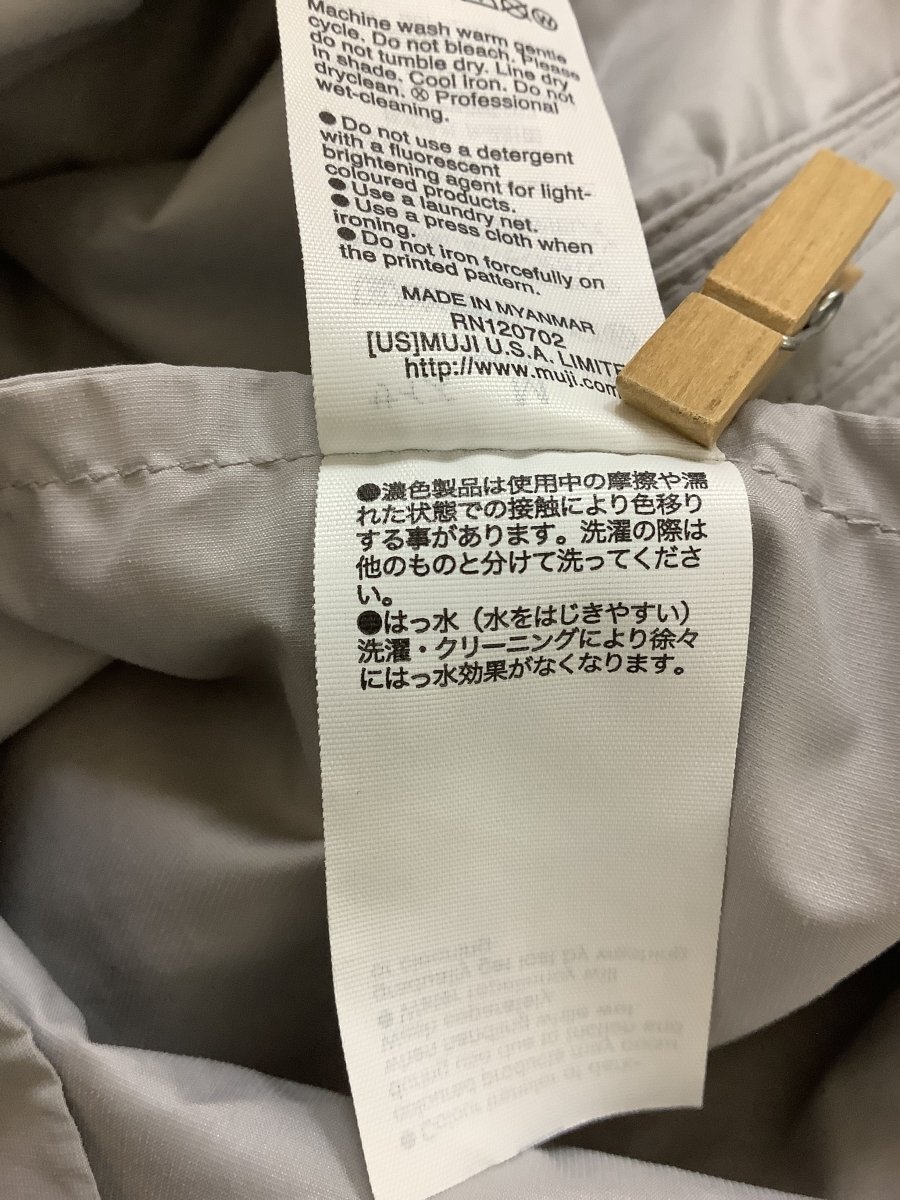 Machine wash warm gentle
cycle. Do not bleach. Please
do not tumble dry. Line dry
in shade. Cool iron. Do not
dryclean. Ⓦ Professional
wet-cleaning.
●Do not use a detergent
with a fluorescent
brightening agent for light-
coloured products.
●Use a laundry net.
●Use a press cloth when
ironing.
●Do not iron forcefully on
the printed pattern.
MADE IN MYANMAR
RN120702
[US]MUJI U.S.A. LIMITE
http://www.muji.com
●濃色製品は使用中の摩擦や濡
れた状態での接触により色移り
する事があります。洗濯の際は
他のものと分けて洗ってくださ
い。
●はっ水（水をはじきやすい）
洗濯・クリーニングにより徐々
にはっ水効果がなくなります。